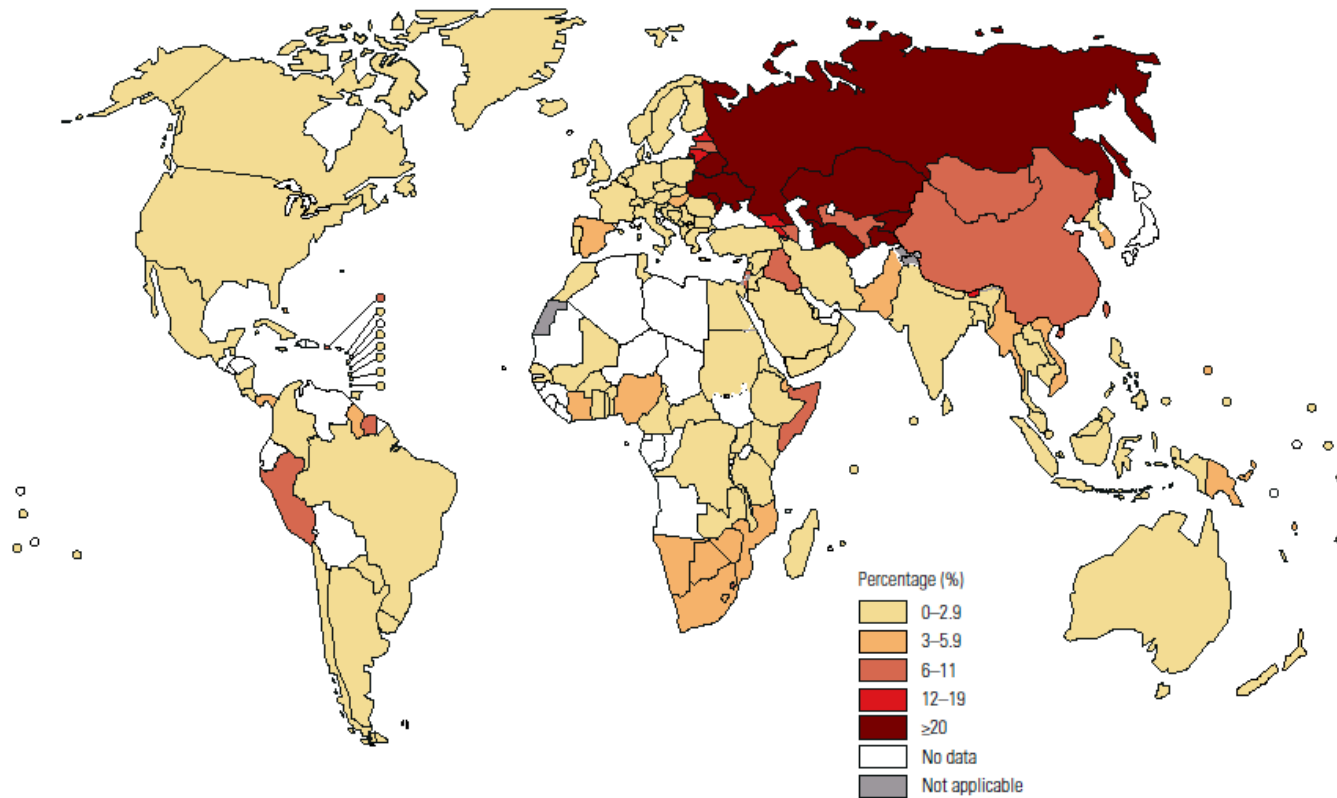 Percentage (%)
0–2.9
3–5.9
6–11
12–19
≥20
No data
Not applicable